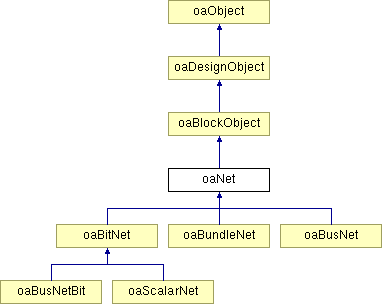 oaObject
oaDesignObject
oaBlockObject
oaNet
oaBitNet
oaBundleNet
oaBusNet
oaBusNetBit
oaScalarNet